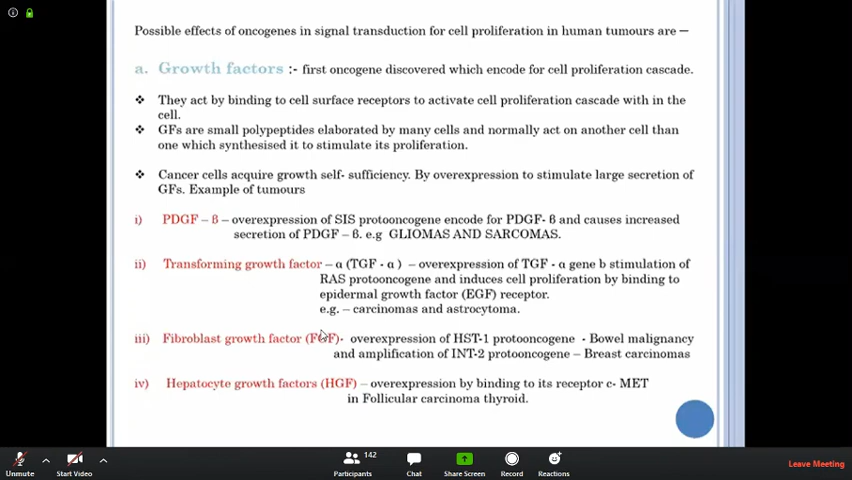 Possible effects of oncogenes in signal transduction for cell proliferation in human tumours are –
a. Growth factors :- first oncogene discovered which encode for cell proliferation cascade.
❖ They act by binding to cell surface receptors to activate cell proliferation cascade with in the
cell.
❖ GFs are small polypeptides elaborated by many cells and normally act on another cell than
one which synthesised it to stimulate its proliferation.
❖ Cancer cells acquire growth self- sufficiency. By overexpression to stimulate large secretion of
GFs. Example of tumours
i) PDGF – β – overexpression of SIS protooncogene encode for PDGF- β and causes increased
secretion of PDGF – β. e.g GLIOMAS AND SARCOMAS.
ii) Transforming growth factor – α (TGF - α ) – overexpression of TGF - α gene b stimulation of
RAS protooncogene and induces cell proliferation by binding to
epidermal growth factor (EGF) receptor.
e.g. – carcinomas and astrocytoma.
iii) Fibroblast growth factor (FGF)- overexpression of HST-1 protooncogene - Bowel malignancy
and amplification of INT-2 protooncogene – Breast carcinomas
iv) Hepatocyte growth factors (HGF) – overexpression by binding to its receptor c- MET
in Follicular carcinoma thyroid.
142
Unmute Start Video Participants Chat Share Screen Record Reactions Leave Meeting